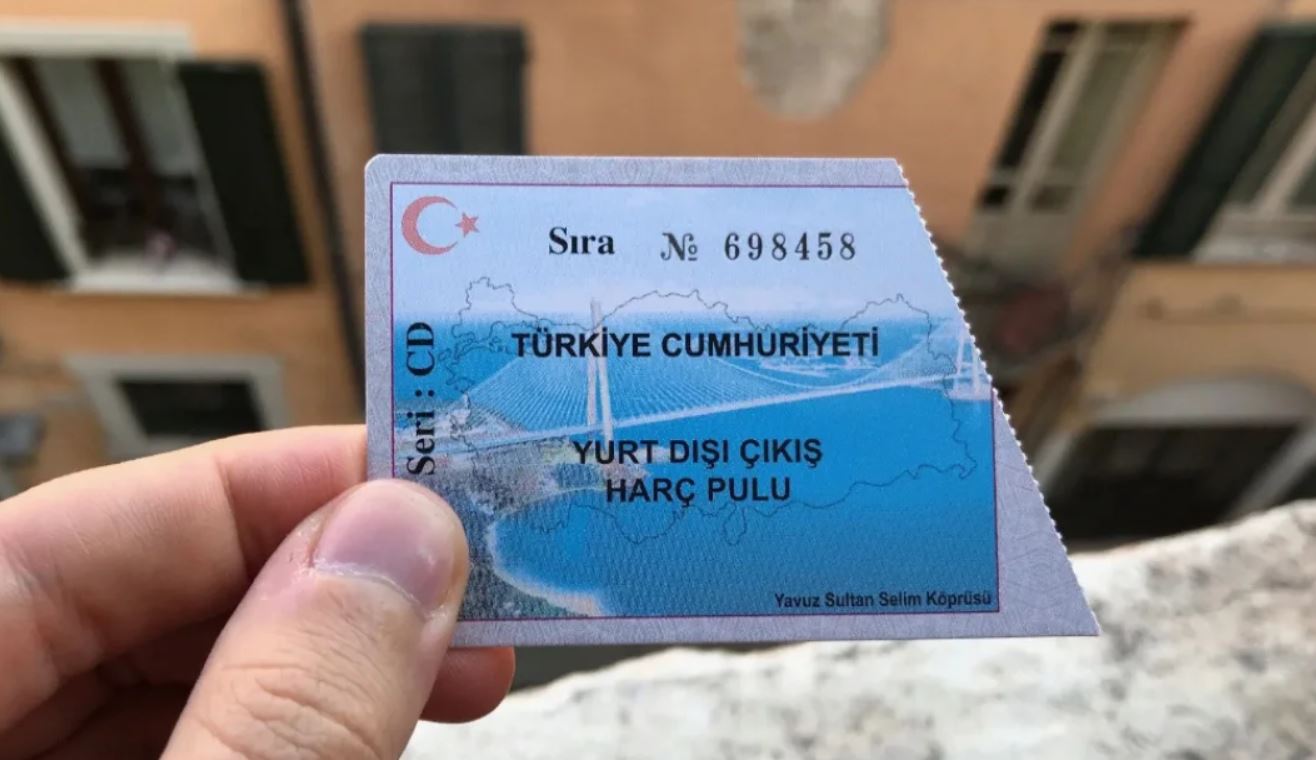 Sıra № 698458
Seri : CD
TÜRKİYE CUMHURİYETİ
YURT DIŞI ÇIKIŞ
HARÇ PULU
Yavuz Sultan Selim Köprüsü